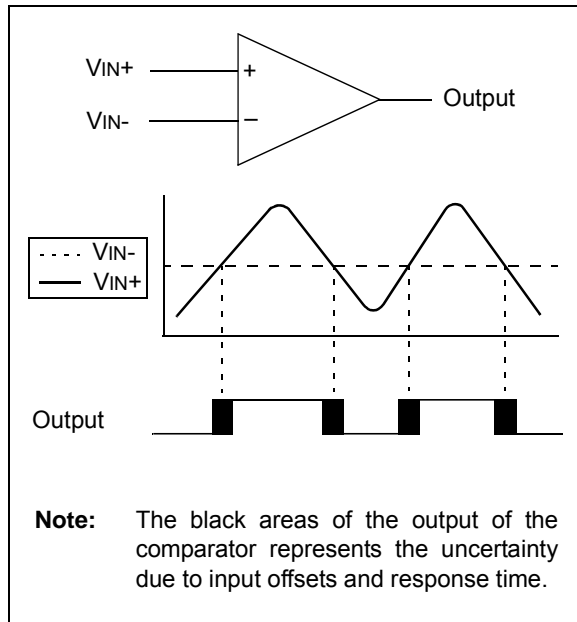 VIN+
+
Output
VIN-
–
VIN-
VIN+
Output
Note: The black areas of the output of the
comparator represents the uncertainty
due to input offsets and response time.